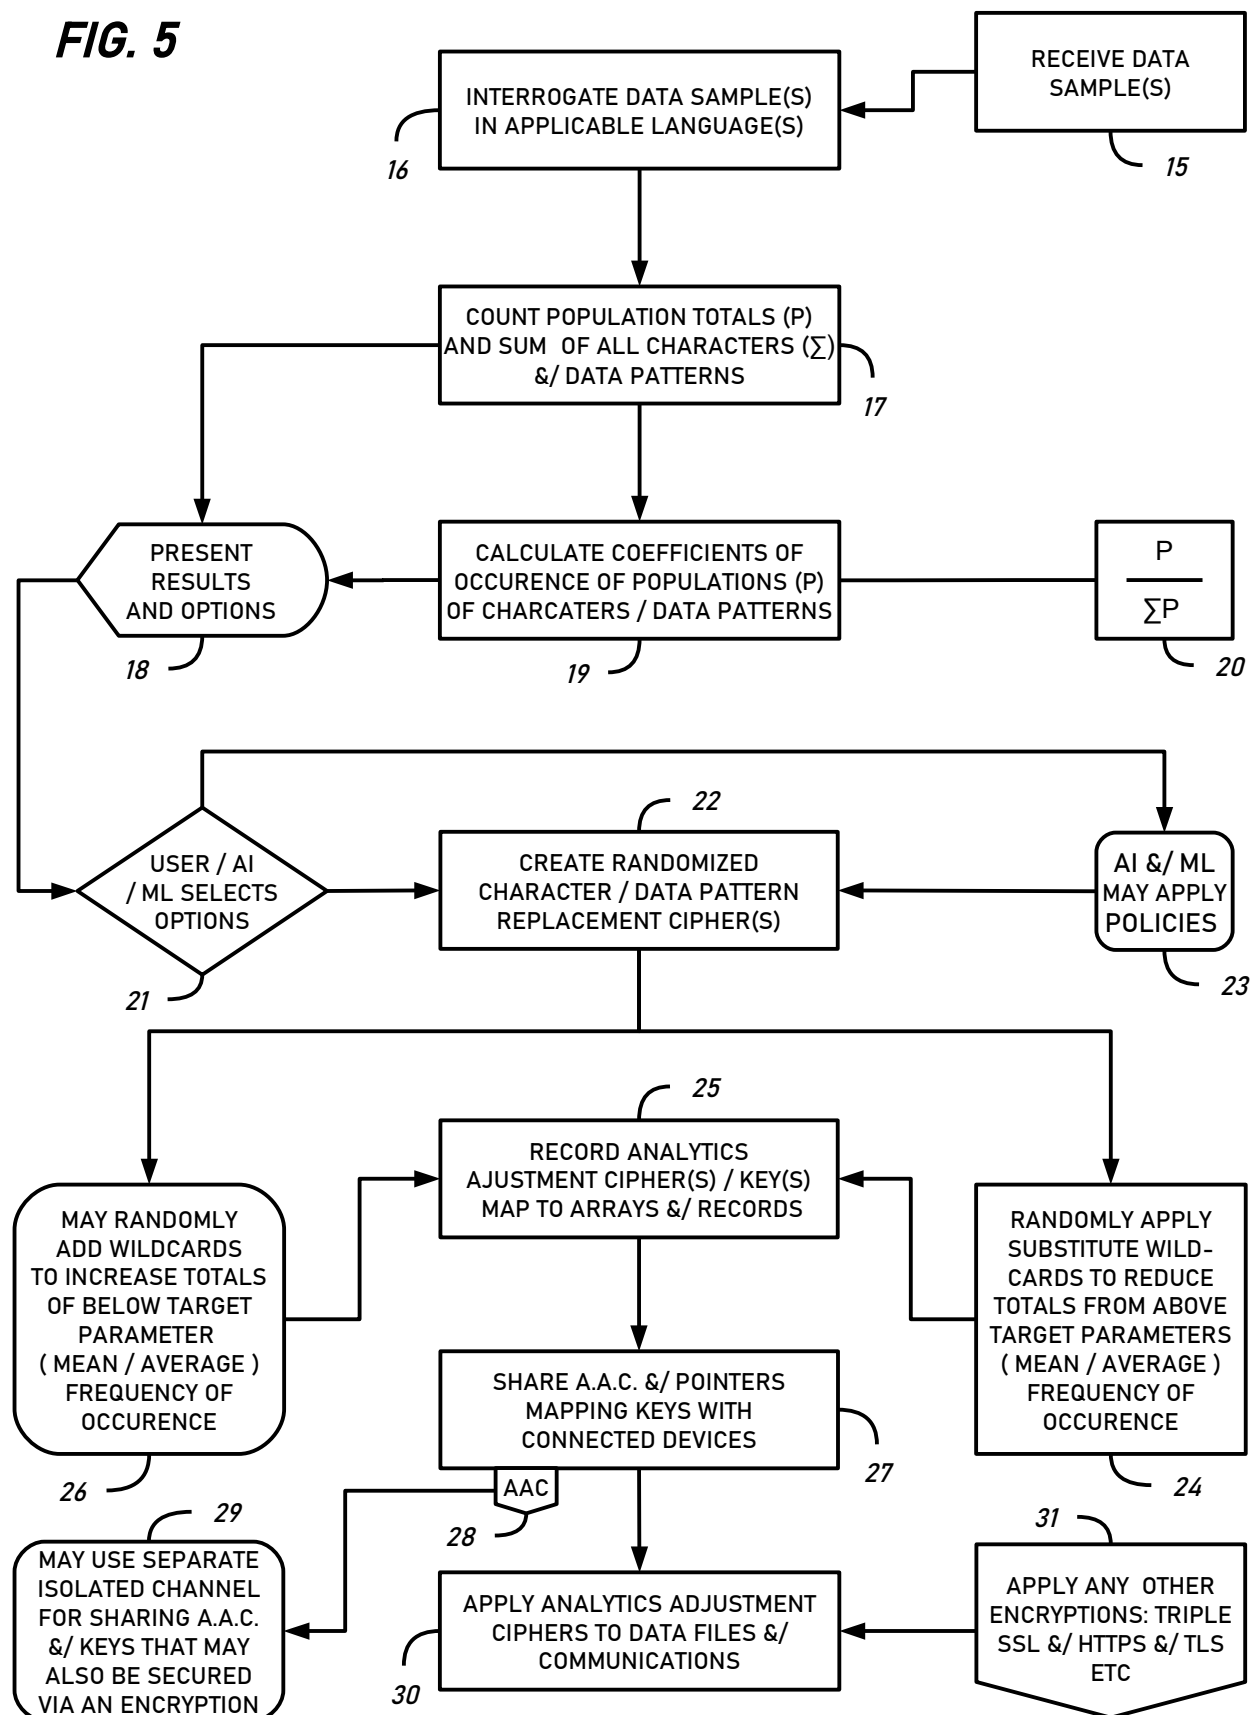 FIG. 5
RECEIVE DATA
SAMPLE(S)
15
INTERROGATE DATA SAMPLE(S)
IN APPLICABLE LANGUAGE(S)
16
COUNT POPULATION TOTALS (P)
AND SUM OF ALL CHARACTERS (∑)
&/ DATA PATTERNS
17
PRESENT
RESULTS
AND OPTIONS
18
CALCULATE COEFFICIENTS OF
OCCURENCE OF POPULATIONS (P)
OF CHARCATERS / DATA PATTERNS
19
P
∑P
20
USER / AI
/ ML SELECTS
OPTIONS
21
22
CREATE RANDOMIZED
CHARACTER / DATA PATTERN
REPLACEMENT CIPHER(S)
AI &/ ML
MAY APPLY
POLICIES
23
25
RECORD ANALYTICS
AJUSTMENT CIPHER(S) / KEY(S)
MAP TO ARRAYS &/ RECORDS
MAY RANDOMLY
ADD WILDCARDS
TO INCREASE TOTALS
OF BELOW TARGET
PARAMETER
( MEAN / AVERAGE )
FREQUENCY OF
OCCURENCE
26
RANDOMLY APPLY
SUBSTITUTE WILD-
CARDS TO REDUCE
TOTALS FROM ABOVE
TARGET PARAMETERS
( MEAN / AVERAGE )
FREQUENCY OF
OCCURENCE
24
SHARE A.A.C. &/ POINTERS
MAPPING KEYS WITH
CONNECTED DEVICES
27
AAC
28
29
MAY USE SEPARATE
ISOLATED CHANNEL
FOR SHARING A.A.C.
&/ KEYS THAT MAY
ALSO BE SECURED
VIA AN ENCRYPTION
APPLY ANALYTICS ADJUSTMENT
CIPHERS TO DATA FILES &/
COMMUNICATIONS
30
31
APPLY ANY OTHER
ENCRYPTIONS: TRIPLE
SSL &/ HTTPS &/ TLS
ETC